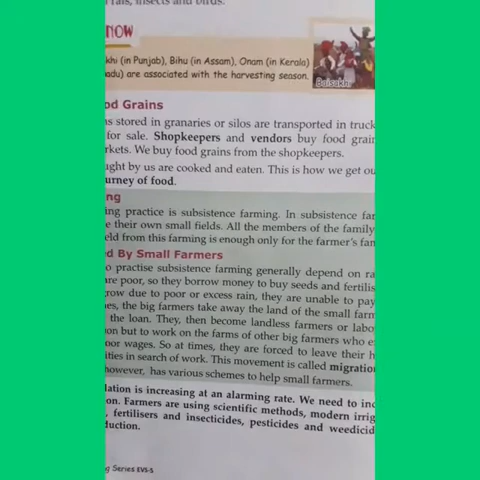 rats, insects and birds.
NOW
khi (in Punjab), Bihu (in Assam), Onam (in Kerala)
adu) are associated with the harvesting season.
Baisakhi
od Grains
s stored in granaries or silos are transported in truck
for sale. Shopkeepers and vendors buy food grain
rkets. We buy food grains from the shopkeepers.
ught by us are cooked and eaten. This is how we get ou
urney of food.
ng
ing practice is subsistence farming. In subsistence far
e their own small fields. All the members of the family
eld from this farming is enough only for the farmer's fam
d By Small Farmers
o practise subsistence farming generally depend on ra
re poor, so they borrow money to buy seeds and fertilis
row due to poor or excess rain, they are unable to pay
es, the big farmers take away the land of the small farm
the loan. They, then become landless farmers or labo
on but to work on the farms of other big farmers who e
oor wages. So at times, they are forced to leave their h
ities in search of work. This movement is called migration
however, has various schemes to help small farmers.
lation is increasing at an alarming rate. We need to inc
on. Farmers are using scientific methods, modern irrig
, fertilisers and insecticides, pesticides and weedicid
duction.
g Series EVS-5